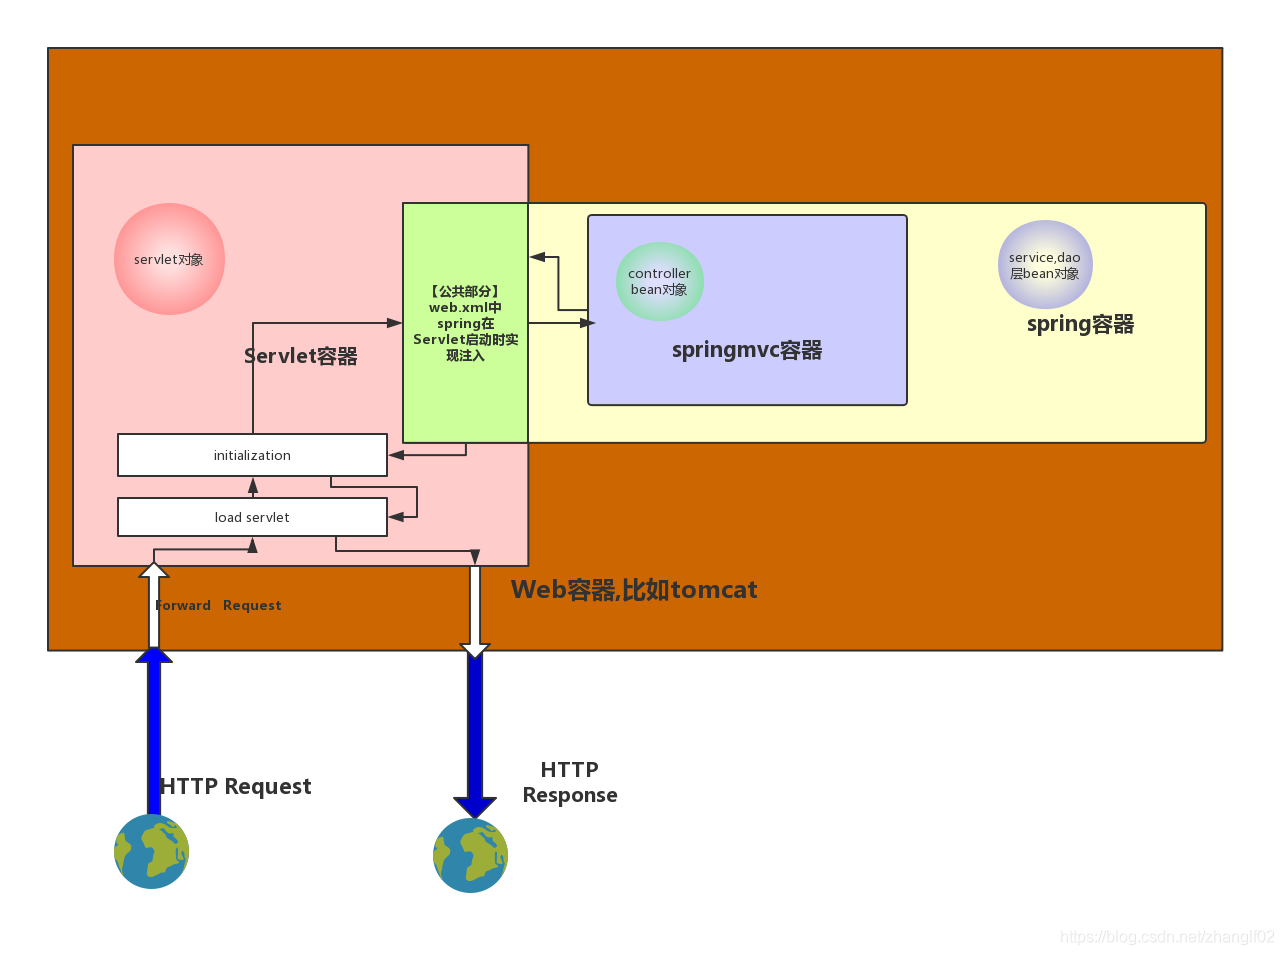 servlet对象
Servlet容器
【公共部分】
web.xml中
spring在
Servlet启动时实
现注入
controller
bean对象
springmvc容器
service,dao
层bean对象
spring容器
initialization
load servlet
Forward Request
Web容器,比如tomcat
HTTP Request
HTTP
Response
https://blog.csdn.net/zhanglf02